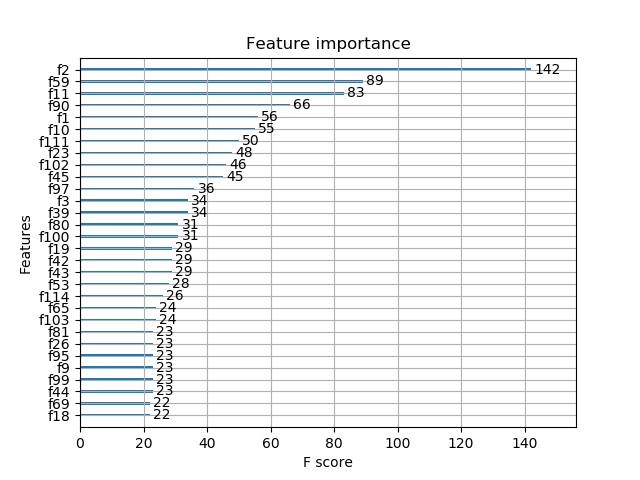 Feature importance
f2 142
f59 89
f11 83
f90 66
f1 56
f10 55
f111 50
f23 48
f102 46
f45 45
f97 36
f3 34
f39 34
f80 31
f100 31
f19 29
f42 29
f43 29
f53 28
f114 26
f65 24
f103 24
f81 23
f26 23
f95 23
f9 23
f99 23
f44 23
f69 22
f18 22
Features
0 20 40 60 80 100 120 140
F score